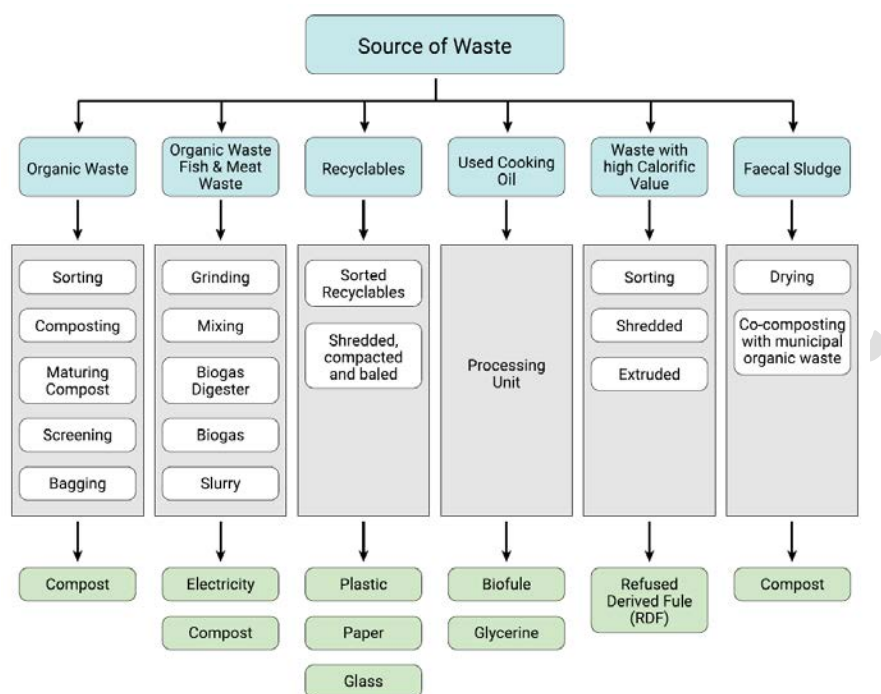 Source of Waste
Organic Waste
Organic Waste
Fish & Meat
Waste
Recyclables
Used Cooking
Oil
Waste with
high Calorific
Value
Faecal Sludge
Sorting
Composting
Maturing
Compost
Screening
Bagging
Grinding
Mixing
Biogas
Digester
Biogas
Slurry
Sorted
Recyclables
Shredded,
compacted
and baled
Processing
Unit
Sorting
Shredded
Extruded
Drying
Co-composting
with municipal
organic waste
Compost
Electricity
Compost
Plastic
Paper
Glass
Biofule
Glycerine
Refused
Derived Fule
(RDF)
Compost